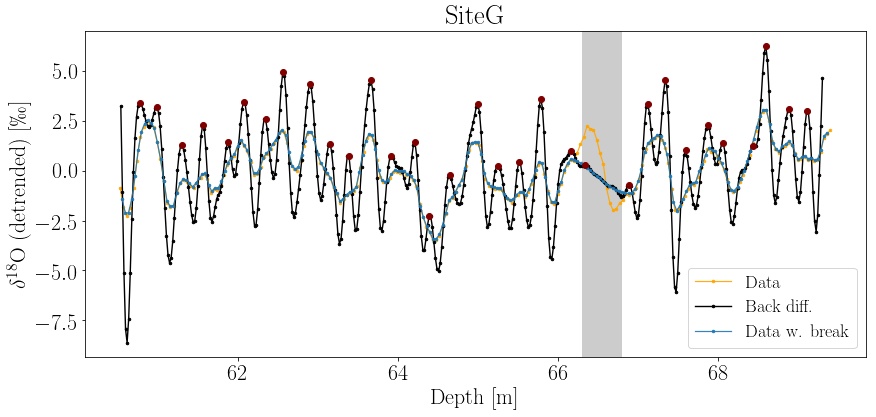 SiteG
5.0
2.5
0.0
−2.5
−5.0
−7.5
δ¹⁸O (detrended) [‰]
Data
Back diff.
Data w. break
62 64 66 68
Depth [m]